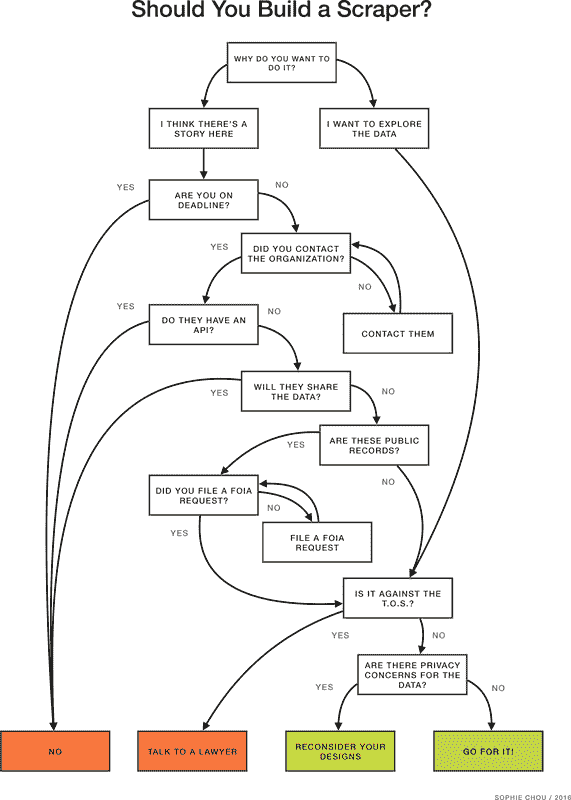 Should You Build a Scraper?
WHY DO YOU WANT TO
DO IT?
I THINK THERE'S A
STORY HERE
I WANT TO EXPLORE
THE DATA
YES
ARE YOU ON
DEADLINE?
NO
YES
DID YOU CONTACT
THE ORGANIZATION?
NO
CONTACT THEM
YES
DO THEY HAVE AN
API?
NO
YES
WILL THEY SHARE
THE DATA?
NO
ARE THESE PUBLIC
RECORDS?
YES
NO
DID YOU FILE A FOIA
REQUEST?
NO
YES
FILE A FOIA
REQUEST
IS IT AGAINST THE
T.O.S.?
YES
NO
ARE THERE PRIVACY
CONCERNS FOR THE
DATA?
YES
NO
NO
TALK TO A LAWYER
RECONSIDER YOUR
DESIGNS
GO FOR IT!
SOPHIE CHOU / 2016